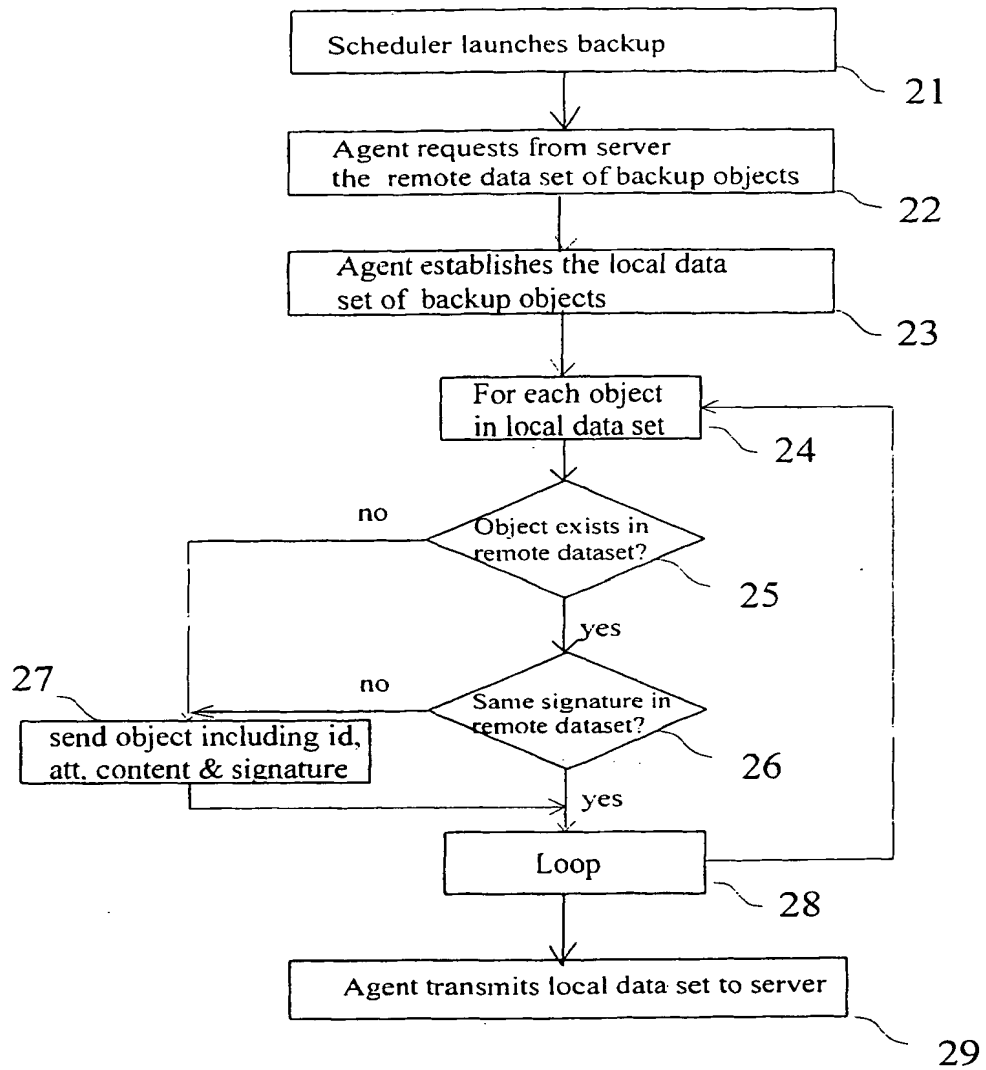 Scheduler launches backup
21
Agent requests from server
the remote data set of backup objects
22
Agent establishes the local data
set of backup objects
23
For each object
in local data set
24
no
Object exists in
remote dataset?
25
yes
27
no
Same signature in
remote dataset?
26
send object including id,
att, content & signature
yes
Loop
28
Agent transmits local data set to server
29